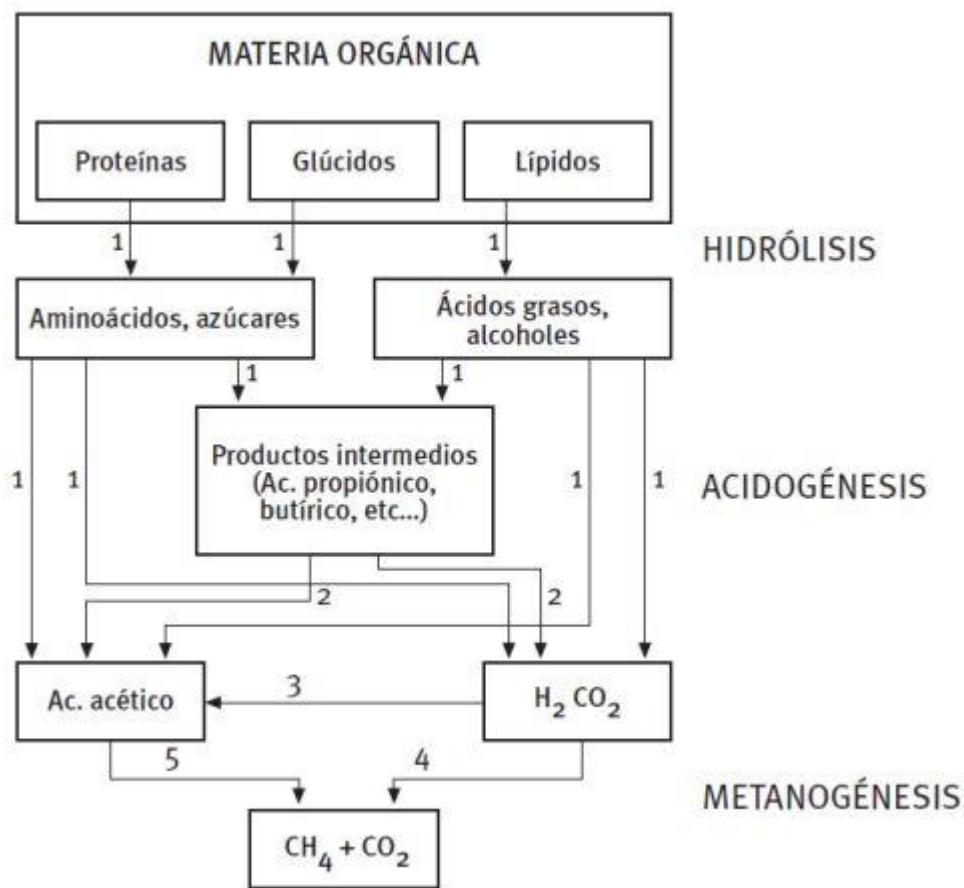 MATERIA ORGÁNICA
Proteínas
Glúcidos
Lípidos
1
1
1
HIDRÓLISIS
Aminoácidos, azúcares
Ácidos grasos,
alcoholes
1
1
Productos intermedios
(Ac. propiónico,
butírico, etc...)
1
1
1
1
ACIDOGÉNESIS
2
2
Ac. acético
3
H₂ CO₂
5
4
METANOGÉNESIS
CH₄ + CO₂